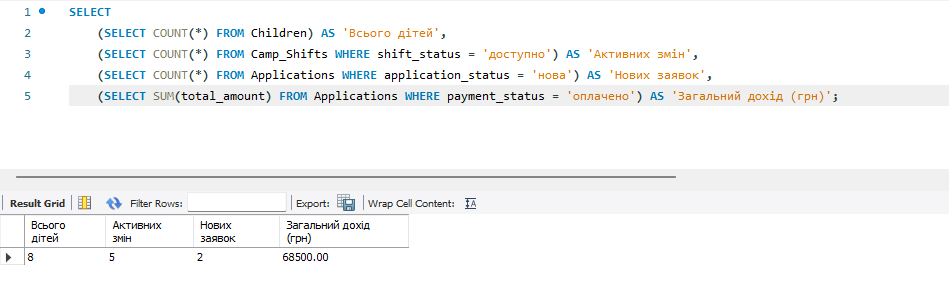 1 SELECT
2 (SELECT COUNT(*) FROM Children) AS 'Всього дітей',
3 (SELECT COUNT(*) FROM Camp_Shifts WHERE shift_status = 'доступно') AS 'Активних змін',
4 (SELECT COUNT(*) FROM Applications WHERE application_status = 'нова') AS 'Нових заявок',
5 (SELECT SUM(total_amount) FROM Applications WHERE payment_status = 'оплачено') AS 'Загальний дохід (грн)';
Result Grid Filter Rows: Export: Wrap Cell Content: IA
Всього Активних Нових Загальний дохід
дітей змін заявок (грн)
8 5 2 68500.00